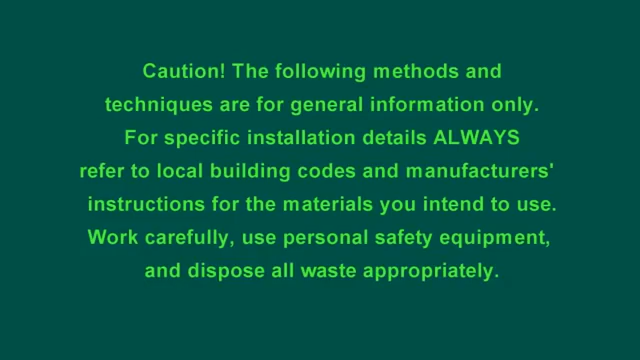 Caution! The following methods and
techniques are for general information only.
For specific installation details ALWAYS
refer to local building codes and manufacturers'
instructions for the materials you intend to use.
Work carefully, use personal safety equipment,
and dispose all waste appropriately.